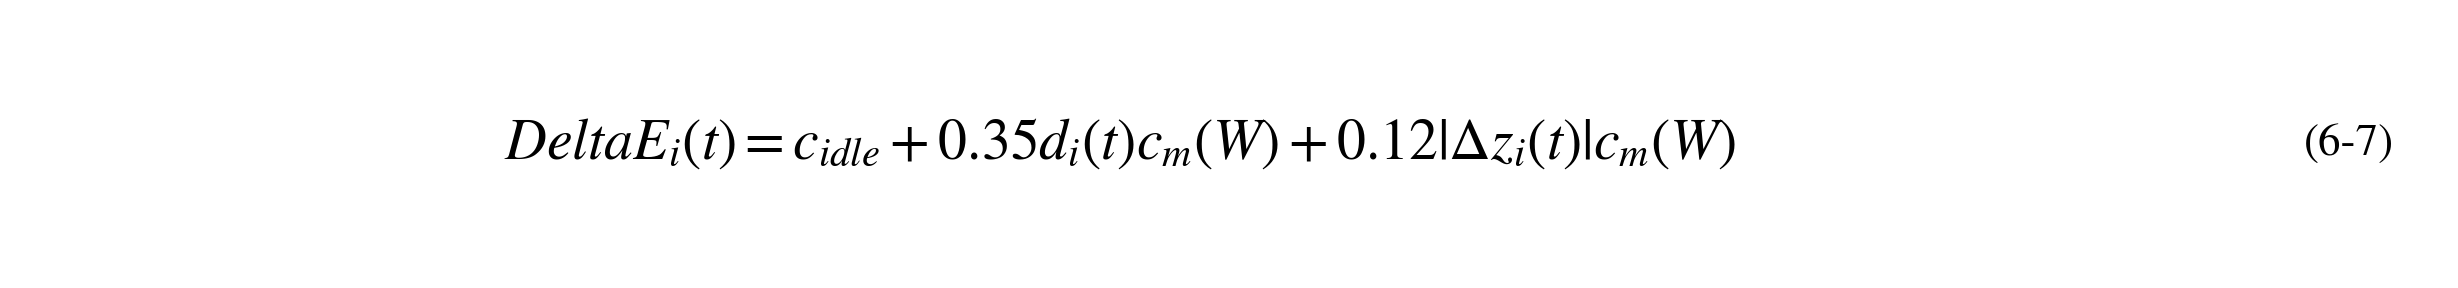 DeltaE_i(t) = c_idle + 0.35d_i(t)c_m(W) + 0.12|Δz_i(t)|c_m(W) (6-7)